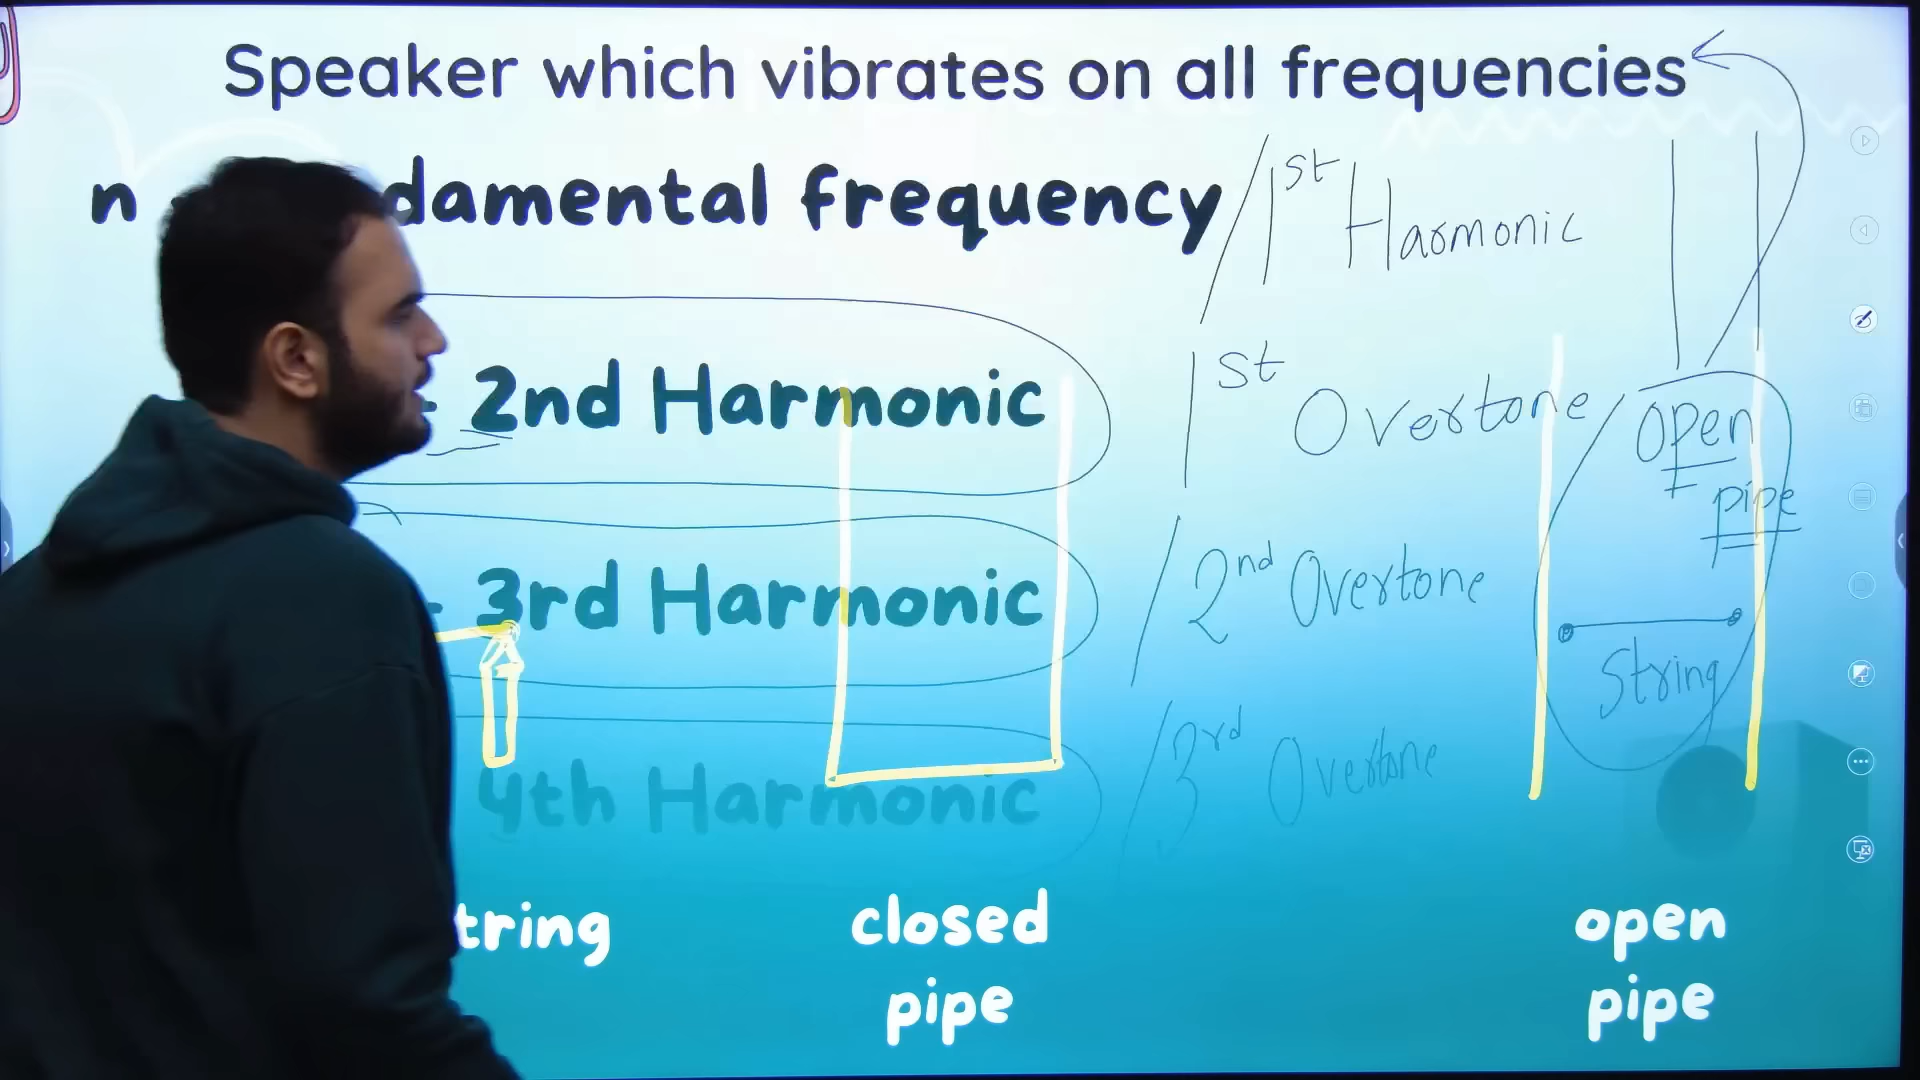 Speaker which vibrates on all frequencies
n damental frequency / 1st Harmonic
2nd Harmonic 1st Overtone / open
pipe
3rd Harmonic / 2nd Overtone
String
4th Harmonic / 3rd Overtone
tring closed open
pipe pipe